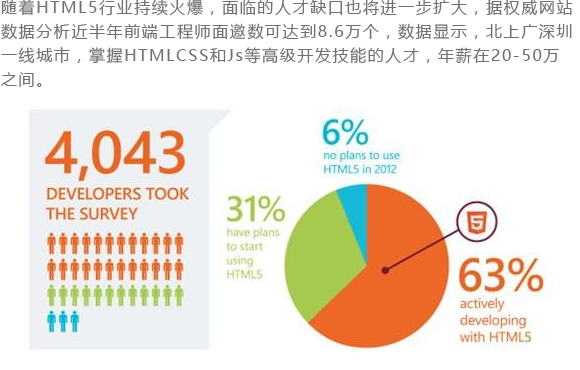 随着HTML5行业持续火爆，面临的人才缺口也将进一步扩大，据权威网站
数据分析近半年前端工程师面邀数可达到8.6万个，数据显示，北上广深圳
一线城市，掌握HTMLCSS和Js等高级开发技能的人才，年薪在20-50万
之间。
4,043
DEVELOPERS TOOK
THE SURVEY
6%
no plans to use
HTML5 in 2012
31%
have plans
to start
using
HTML5
5
63%
actively
developing
with HTML5